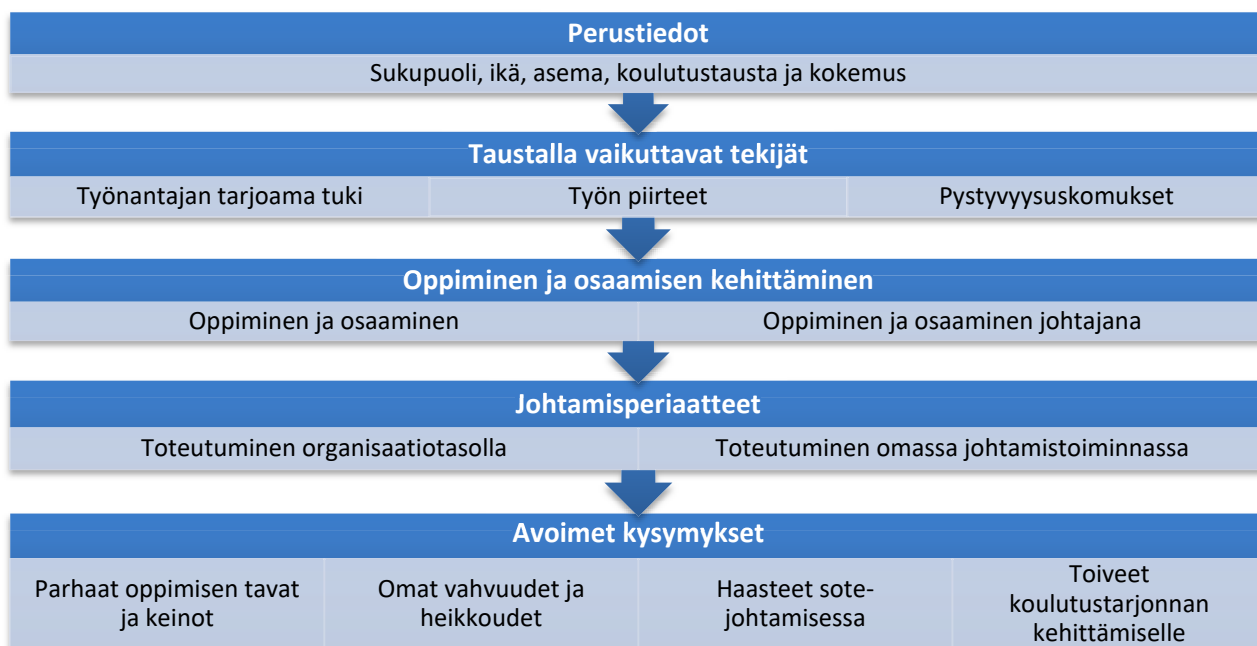 Perustiedot
Sukupuoli, ikä, asema, koulutustausta ja kokemus
Taustalla vaikuttavat tekijät
Työnantajan tarjoama tuki
Työn piirteet
Pystyvyysuskomukset
Oppiminen ja osaamisen kehittäminen
Oppiminen ja osaaminen
Oppiminen ja osaaminen johtajana
Johtamisperiaatteet
Toteutuminen organisaatiotasolla
Toteutuminen omassa johtamistoiminnassa
Avoimet kysymykset
Parhaat oppimisen tavat
ja keinot
Omat vahvuudet ja
heikkoudet
Haasteet sote-
johtamisessa
Toiveet
koulutustarjonnan
kehittämiselle